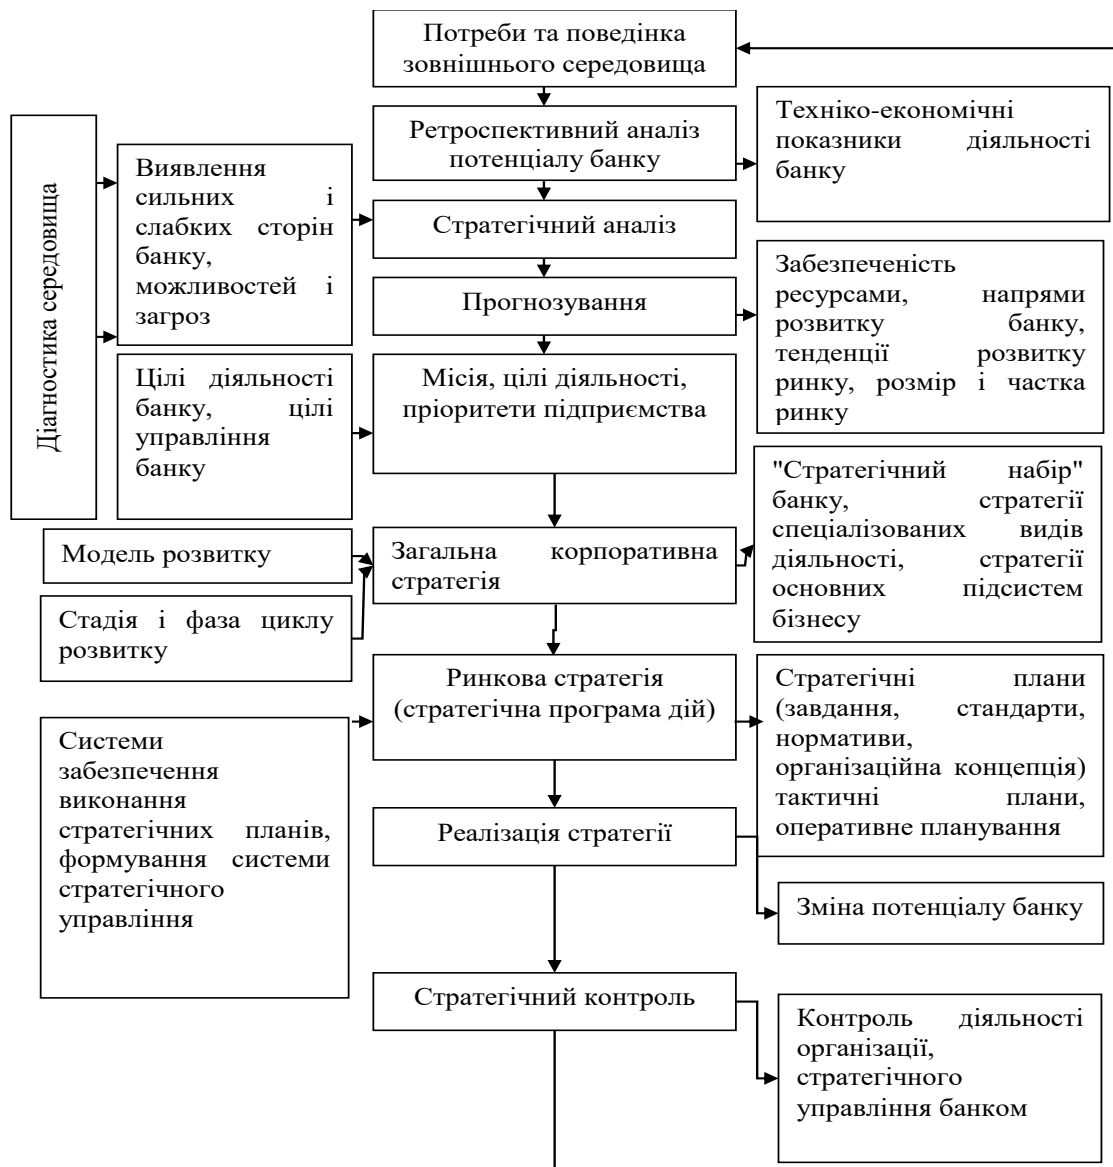 Потреби та поведінка
зовнішнього середовища
Ретроспективний аналіз
потенціалу банку
Техніко-економічні
показники діяльності
банку
Діагностика середовища
Виявлення
сильних і
слабких сторін
банку,
можливостей і
загроз
Стратегічний аналіз
Прогнозування
Забезпеченість
ресурсами, напрями
розвитку банку,
тенденції розвитку
ринку, розмір і частка
ринку
Цілі діяльності
банку, цілі
управління
банку
Місія, цілі діяльності,
пріоритети підприємства
"Стратегічний набір"
банку, стратегії
спеціалізованих видів
діяльності, стратегії
основних підсистем
бізнесу
Модель розвитку
Загальна корпоративна
стратегія
Стадія і фаза циклу
розвитку
Ринкова стратегія
(стратегічна програма дій)
Стратегічні плани
(завдання, стандарти,
нормативи,
організаційна концепція)
тактичні плани,
оперативне планування
Системи
забезпечення
виконання
стратегічних планів,
формування системи
стратегічного
управління
Реалізація стратегії
Зміна потенціалу банку
Стратегічний контроль
Контроль діяльності
організації,
стратегічного
управління банком